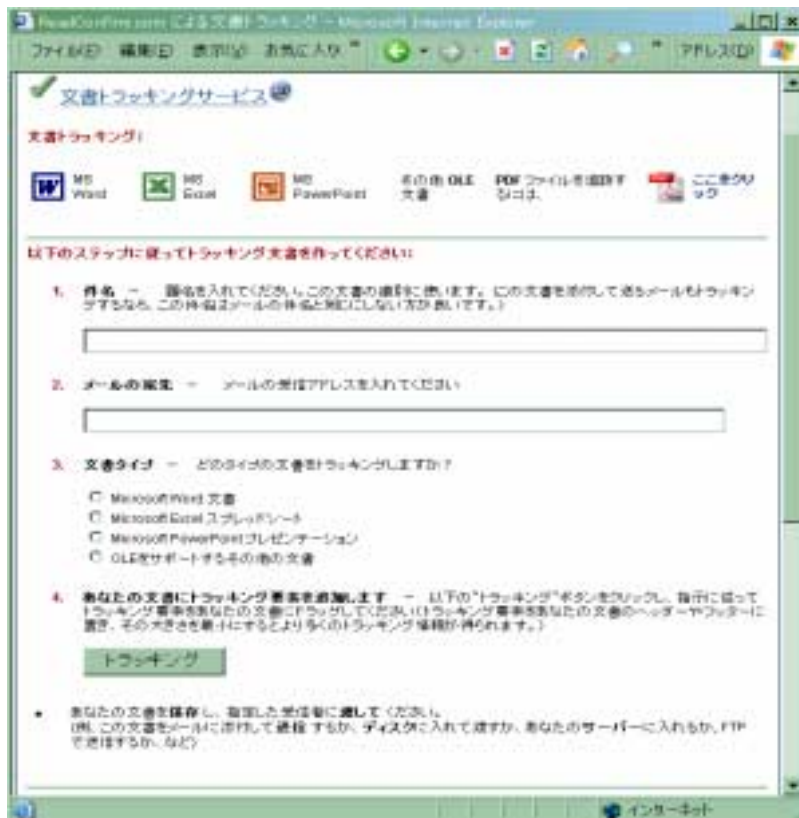 ReadConfirm.com による文書トラッキング - Microsoft Internet Explorer
ファイル(F) 編集(E) 表示(V) お気に入り » アドレス(D)
文書トラッキングサービス
文書トラッキング:
MS Word MS Excel MS PowerPoint その他 OLE 文書 PDF ファイルを追跡するには、 ここをクリック
以下のステップに従ってトラッキング文書を作ってください:
1. 件名 - 題名を入れてください。この文書の識別に使います。(この文書を添付して送るメールもトラッキン
グするなら、この件名はメールの件名と同じにしない方が良いです。)
2. メールの宛先 - メールの受信アドレスを入れてください
3. 文書タイプ - どのタイプの文書をトラッキングしますか?
Microsoft Word 文書
Microsoft Excel スプレッドシート
Microsoft PowerPoint プレゼンテーション
OLEをサポートするその他の文書
4. あなたの文書にトラッキング要素を追加します - 以下の"トラッキング"ボタンをクリックし、指示に従って
トラッキング要素をあなたの文書にドラッグしてください(トラッキング要素をあなたの文書のヘッダーやフッターに
置き、その大きさを最小にするとより多くのトラッキング情報が得られます。)
トラッキング
あなたの文書を保存し、指定した受信者に渡してください。
(例、この文書をメールに添付して送信するか、ディスクに入れて渡すか、あなたのサーバーに入れるか、FTP
で送信するか、など)
インターネット